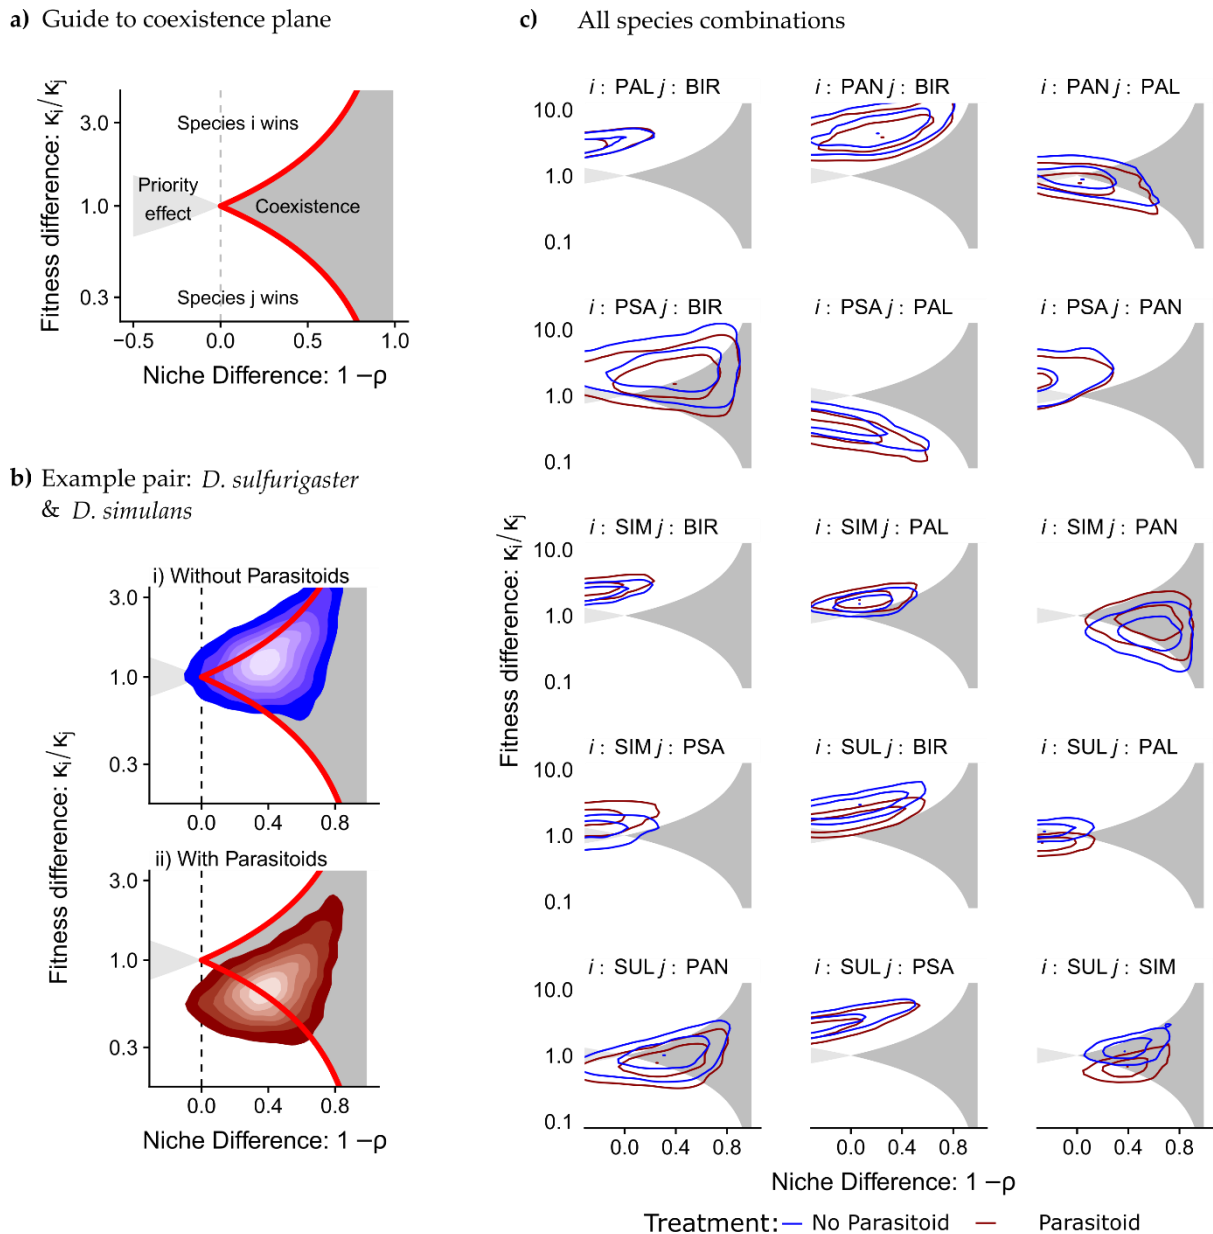 a) Guide to coexistence plane
Fitness difference: κi/κj
3.0
1.0
0.3
Species i wins
Priority
effect
Coexistence
Species j wins
−0.5
0.0
0.5
1.0
Niche Difference: 1 −ρ
b) Example pair: D. sulfurigaster
& D. simulans
Fitness difference: κi/κj
i) Without Parasitoids
3.0
1.0
0.3
0.0
0.4
0.8
ii) With Parasitoids
3.0
1.0
0.3
0.0
0.4
0.8
Niche Difference: 1 −ρ
c) All species combinations
Fitness difference: κi/κj
i : PAL j : BIR
i : PAN j : BIR
i : PAN j : PAL
10.0
1.0
0.1
i : PSA j : BIR
i : PSA j : PAL
i : PSA j : PAN
10.0
1.0
0.1
i : SIM j : BIR
i : SIM j : PAL
i : SIM j : PAN
10.0
1.0
0.1
i : SIM j : PSA
i : SUL j : BIR
i : SUL j : PAL
10.0
1.0
0.1
i : SUL j : PAN
i : SUL j : PSA
i : SUL j : SIM
10.0
1.0
0.1
0.0
0.4
0.8
0.0
0.4
0.8
0.0
0.4
0.8
Niche Difference: 1 −ρ
Treatment: No Parasitoid Parasitoid